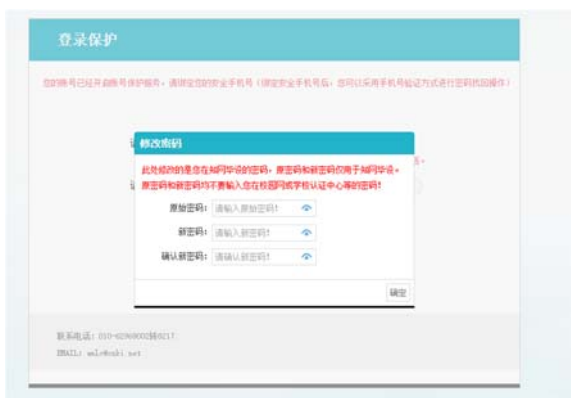 登录保护
您的账号已经开启账号保护服务，请绑定您的安全手机号（绑定安全手机号后，您可以采用手机号验证方式进行密码找回操作）
修改密码
此处修改的是您在知网毕设的密码，原密码和新密码仅用于知网毕设。
原密码和新密码均不要输入您在校园网或学校认证中心等的密码！
原始密码： 请输入原始密码！
新密码： 请输入新密码！
确认新密码： 请确认新密码！
确定
联系电话：010-62969002转8217
EMAIL: